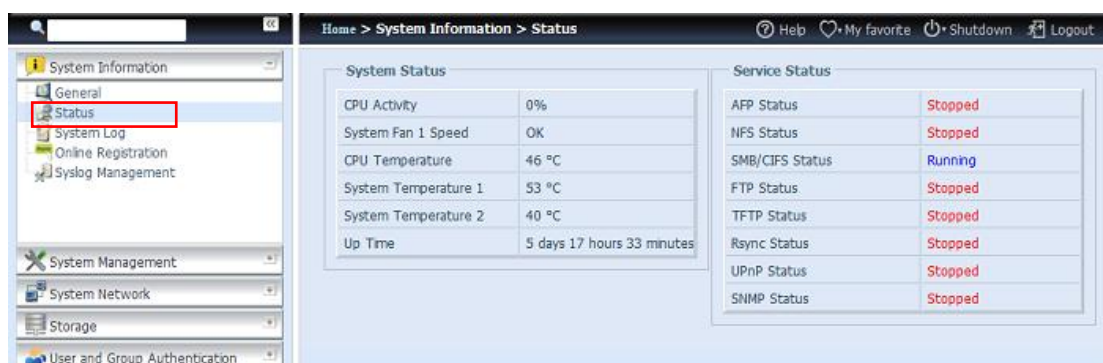 Home > System Information > Status
Help My favorite Shutdown Logout
System Information
General
Status
System Log
Online Registration
Syslog Management
System Management
System Network
Storage
User and Group Authentication
System Status
CPU Activity 0%
System Fan 1 Speed OK
CPU Temperature 46 °C
System Temperature 1 53 °C
System Temperature 2 40 °C
Up Time 5 days 17 hours 33 minutes
Service Status
AFP Status Stopped
NFS Status Stopped
SMB/CIFS Status Running
FTP Status Stopped
TFTP Status Stopped
Rsync Status Stopped
UPnP Status Stopped
SNMP Status Stopped